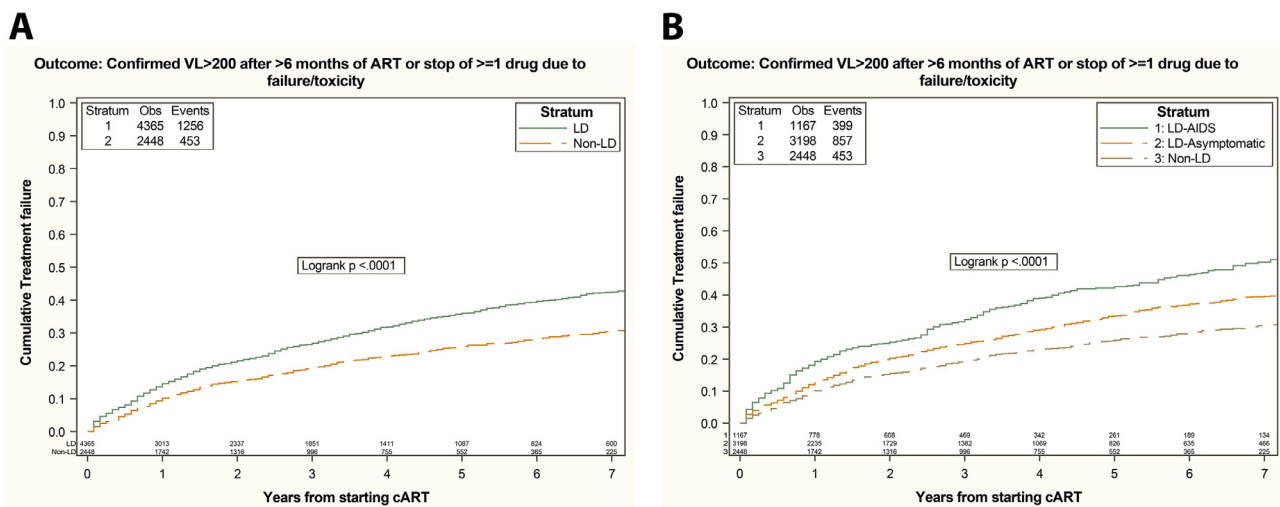 A
Outcome: Confirmed VL>200 after >6 months of ART or stop of >=1 drug due to
failure/toxicity
Stratum Obs Events
1 4365 1256
2 2448 453
Stratum
LD
Non-LD
Cumulative Treatment failure
1.0
0.9
0.8
0.7
0.6
0.5
0.4
0.3
0.2
0.1
0.0
Logrank p <.0001
LD 4365 3013 2337 1851 1411 1087 824 600
Non-LD 2448 1742 1316 996 755 552 365 225
0 1 2 3 4 5 6 7
Years from starting cART
B
Outcome: Confirmed VL>200 after >6 months of ART or stop of >=1 drug due to
failure/toxicity
Stratum Obs Events
1 1167 399
2 3198 857
3 2448 453
Stratum
1: LD-AIDS
2: LD-Asymptomatic
3: Non-LD
Cumulative Treatment failure
1.0
0.9
0.8
0.7
0.6
0.5
0.4
0.3
0.2
0.1
0.0
Logrank p <.0001
1 1167 778 608 469 342 261 189 134
2 3198 2235 1729 1382 1069 826 635 466
3 2448 1742 1316 996 755 552 365 225
0 1 2 3 4 5 6 7
Years from starting cART